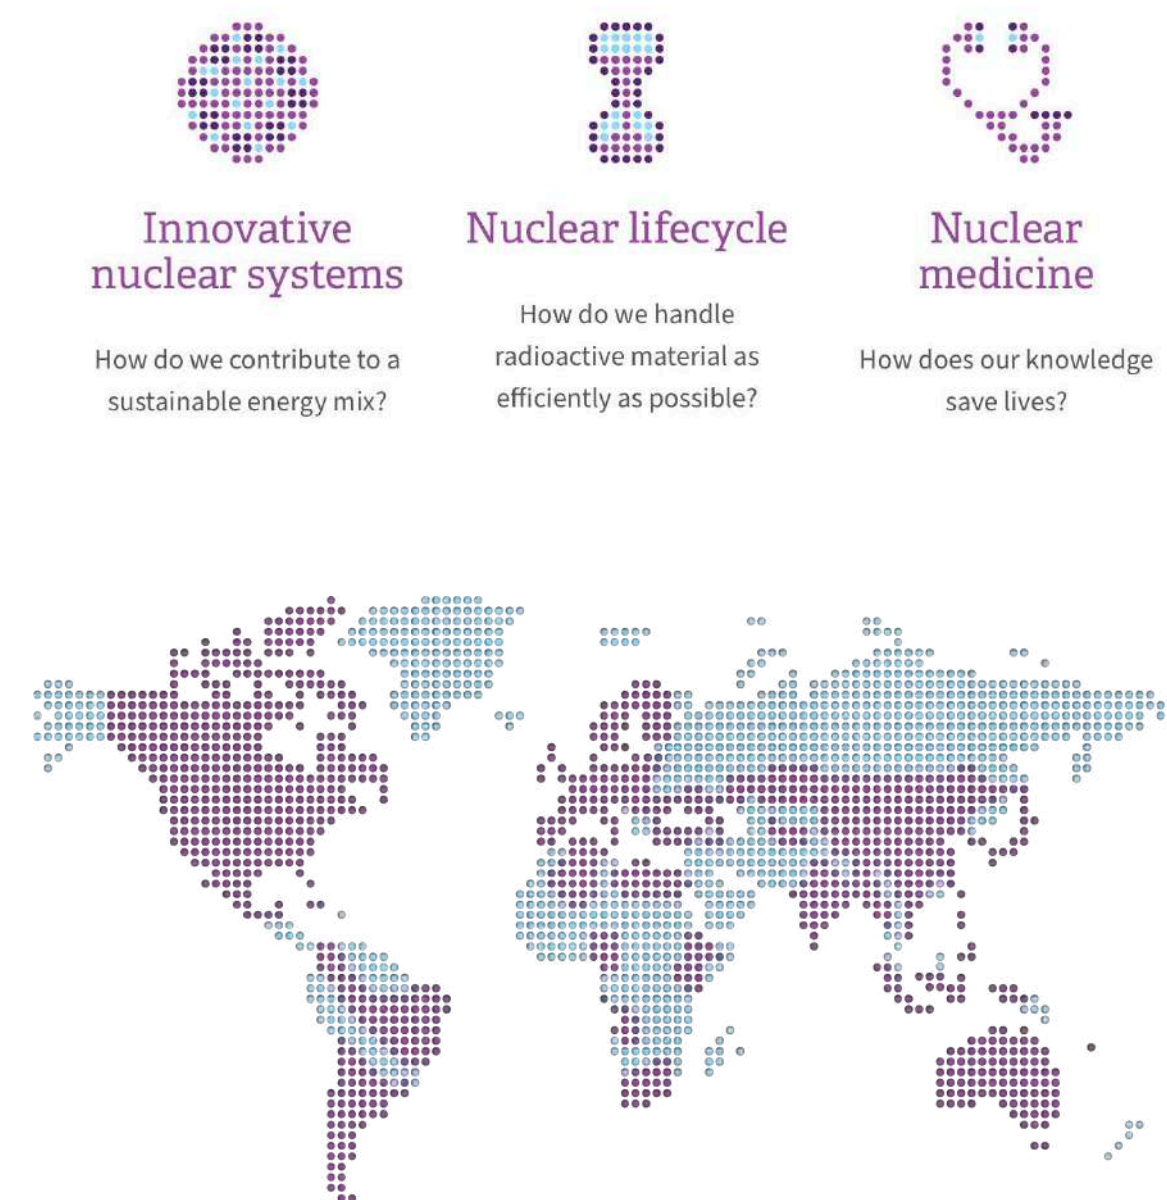 Innovative
nuclear systems
How do we contribute to a
sustainable energy mix?
Nuclear lifecycle
How do we handle
radioactive material as
efficiently as possible?
Nuclear
medicine
How does our knowledge
save lives?